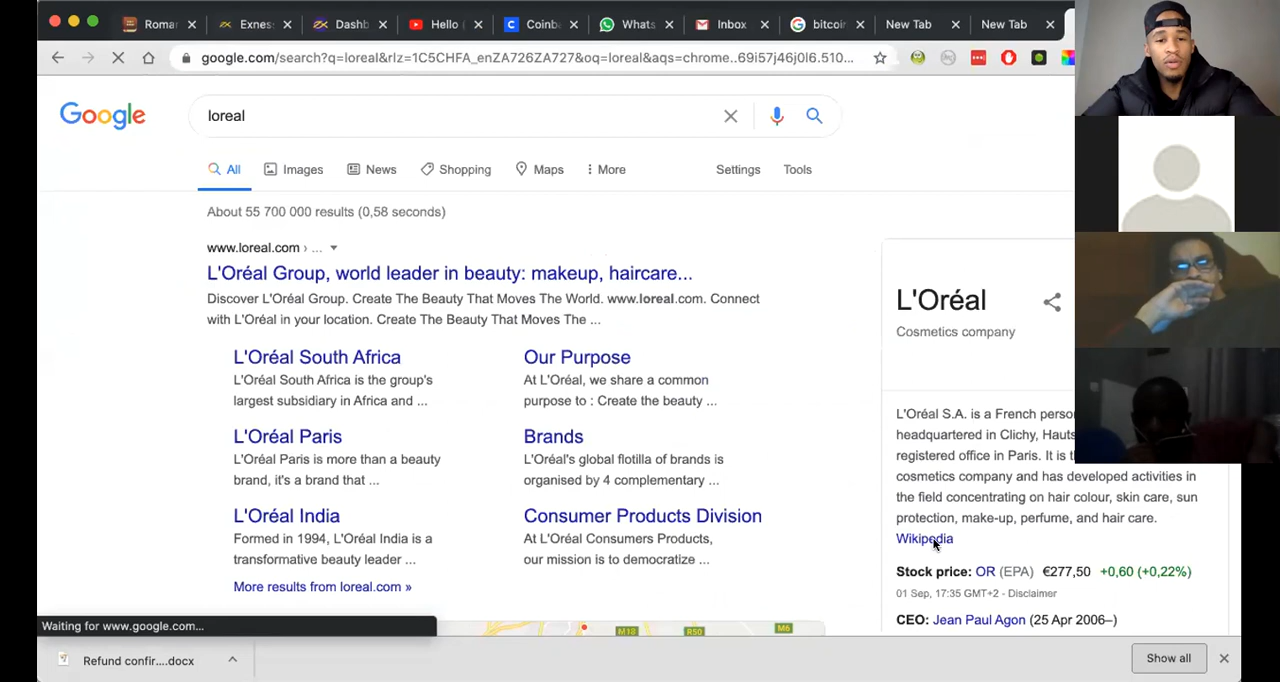 Romar
Exness
Dashb
Hello (
Coinb
Whats
Inbox
bitcoin
New Tab
New Tab
google.com/search?q=loreal&rlz=1C5CHFA_enZA726ZA727&oq=loreal&aqs=chrome..69i57j46j0l6.510...
Google
loreal
All
Images
News
Shopping
Maps
More
Settings
Tools
About 55 700 000 results (0,58 seconds)
www.loreal.com › ...
L'Oréal Group, world leader in beauty: makeup, haircare...
Discover L'Oréal Group. Create The Beauty That Moves The World. www.loreal.com. Connect
with L'Oréal in your location. Create The Beauty That Moves The ...
L'Oréal South Africa
L'Oréal South Africa is the group's
largest subsidiary in Africa and ...
Our Purpose
At L'Oréal, we share a common
purpose to : Create the beauty ...
L'Oréal Paris
L'Oréal Paris is more than a beauty
brand, it's a brand that ...
Brands
L'Oréal's global flotilla of brands is
organised by 4 complementary ...
L'Oréal India
Formed in 1994, L'Oréal India is a
transformative beauty leader ...
Consumer Products Division
At L'Oréal Consumers Products,
our mission is to democratize ...
More results from loreal.com »
M18
R50
M6
L'Oréal
Cosmetics company
L'Oréal S.A. is a French perso
headquartered in Clichy, Hauts
registered office in Paris. It is th
cosmetics company and has developed activities in
the field concentrating on hair colour, skin care, sun
protection, make-up, perfume, and hair care.
Wikipedia
Stock price: OR (EPA) €277,50 +0,60 (+0,22%)
01 Sep, 17:35 GMT+2 - Disclaimer
CEO: Jean Paul Agon (25 Apr 2006–)
Waiting for www.google.com...
Refund confir....docx
Show all